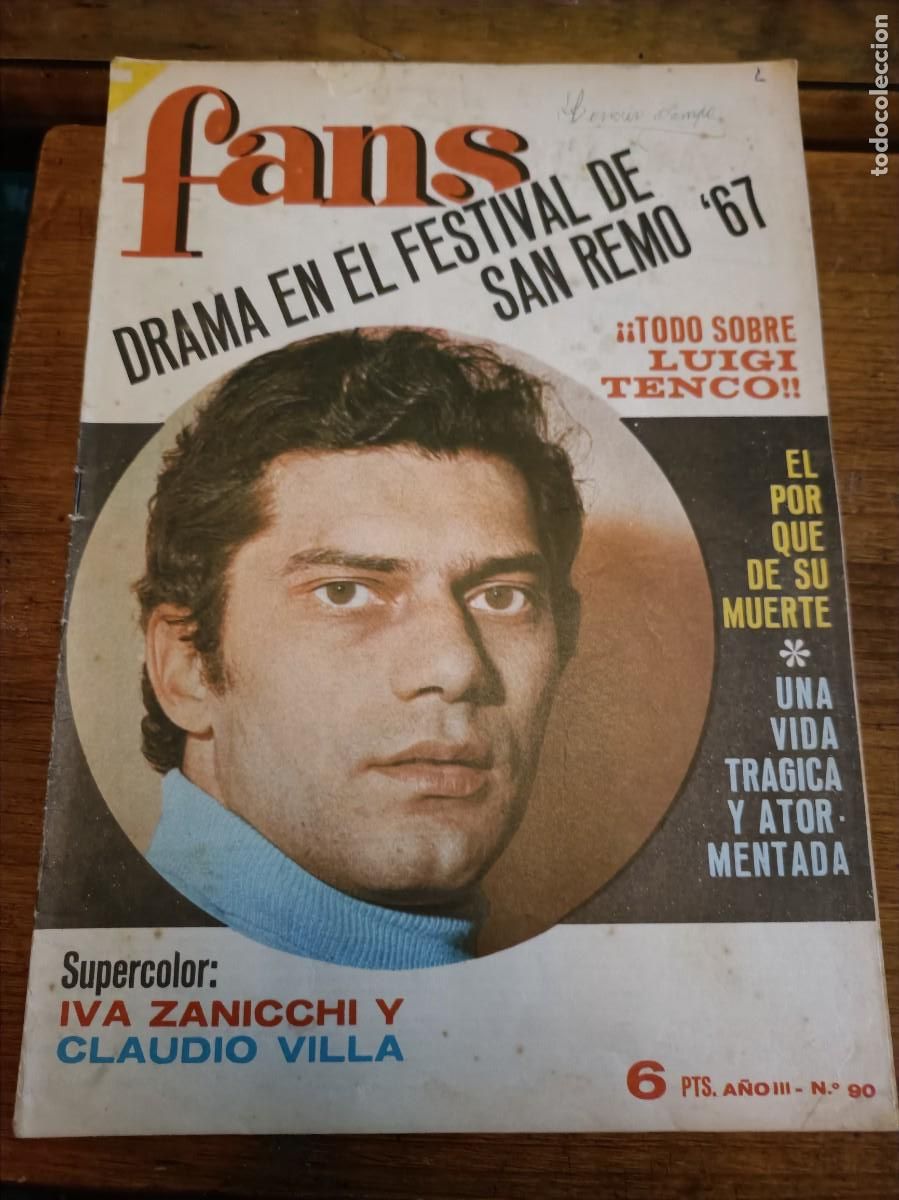 fans
DRAMA EN EL FESTIVAL DE
SAN REMO '67
¡¡TODO SOBRE
LUIGI
TENCO!!
EL
POR
QUE
DE SU
MUERTE
*
UNA
VIDA
TRAGICA
Y ATOR-
MENTADA
Supercolor:
IVA ZANICCHI Y
CLAUDIO VILLA
6 PTS. AÑO III - N.º 90
todocoleccion